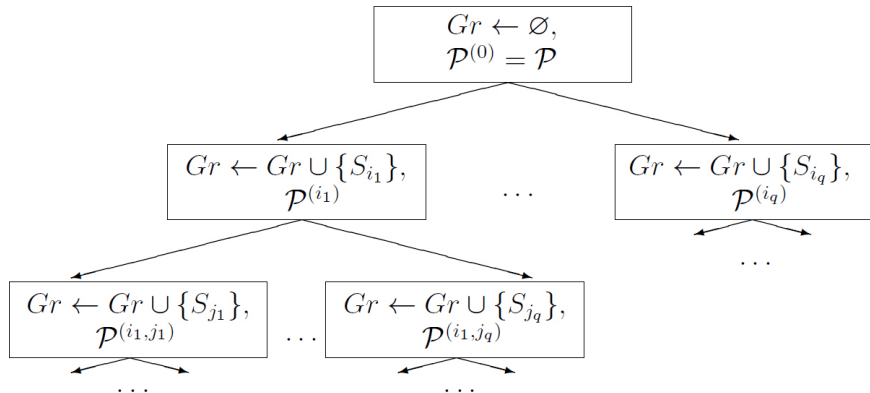 Gr ← ∅,
𝒫⁽⁰⁾ = 𝒫
Gr ← Gr ∪ {S_{i_1}},
𝒫^{(i_1)}
. . .
Gr ← Gr ∪ {S_{i_q}},
𝒫^{(i_q)}
. . .
Gr ← Gr ∪ {S_{j_1}},
𝒫^{(i_1,j_1)}
. . .
Gr ← Gr ∪ {S_{j_q}},
𝒫^{(i_1,j_q)}
. . .
. . .